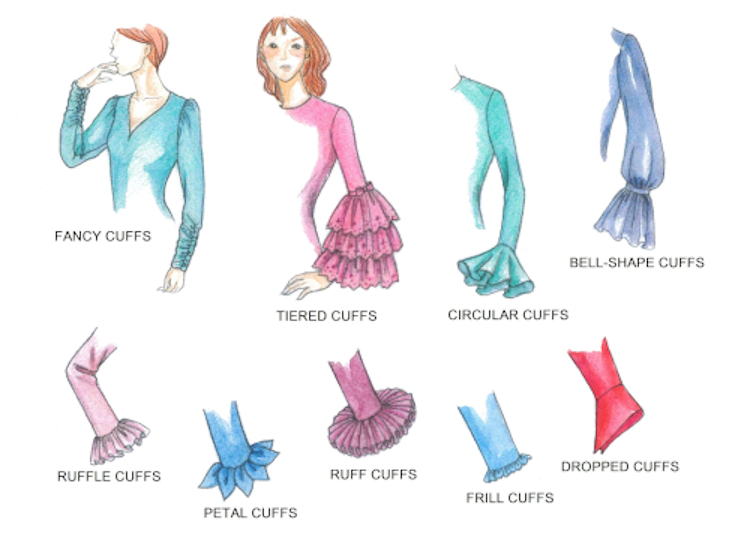 FANCY CUFFS
TIERED CUFFS
CIRCULAR CUFFS
BELL-SHAPE CUFFS
RUFFLE CUFFS
PETAL CUFFS
RUFF CUFFS
FRILL CUFFS
DROPPED CUFFS